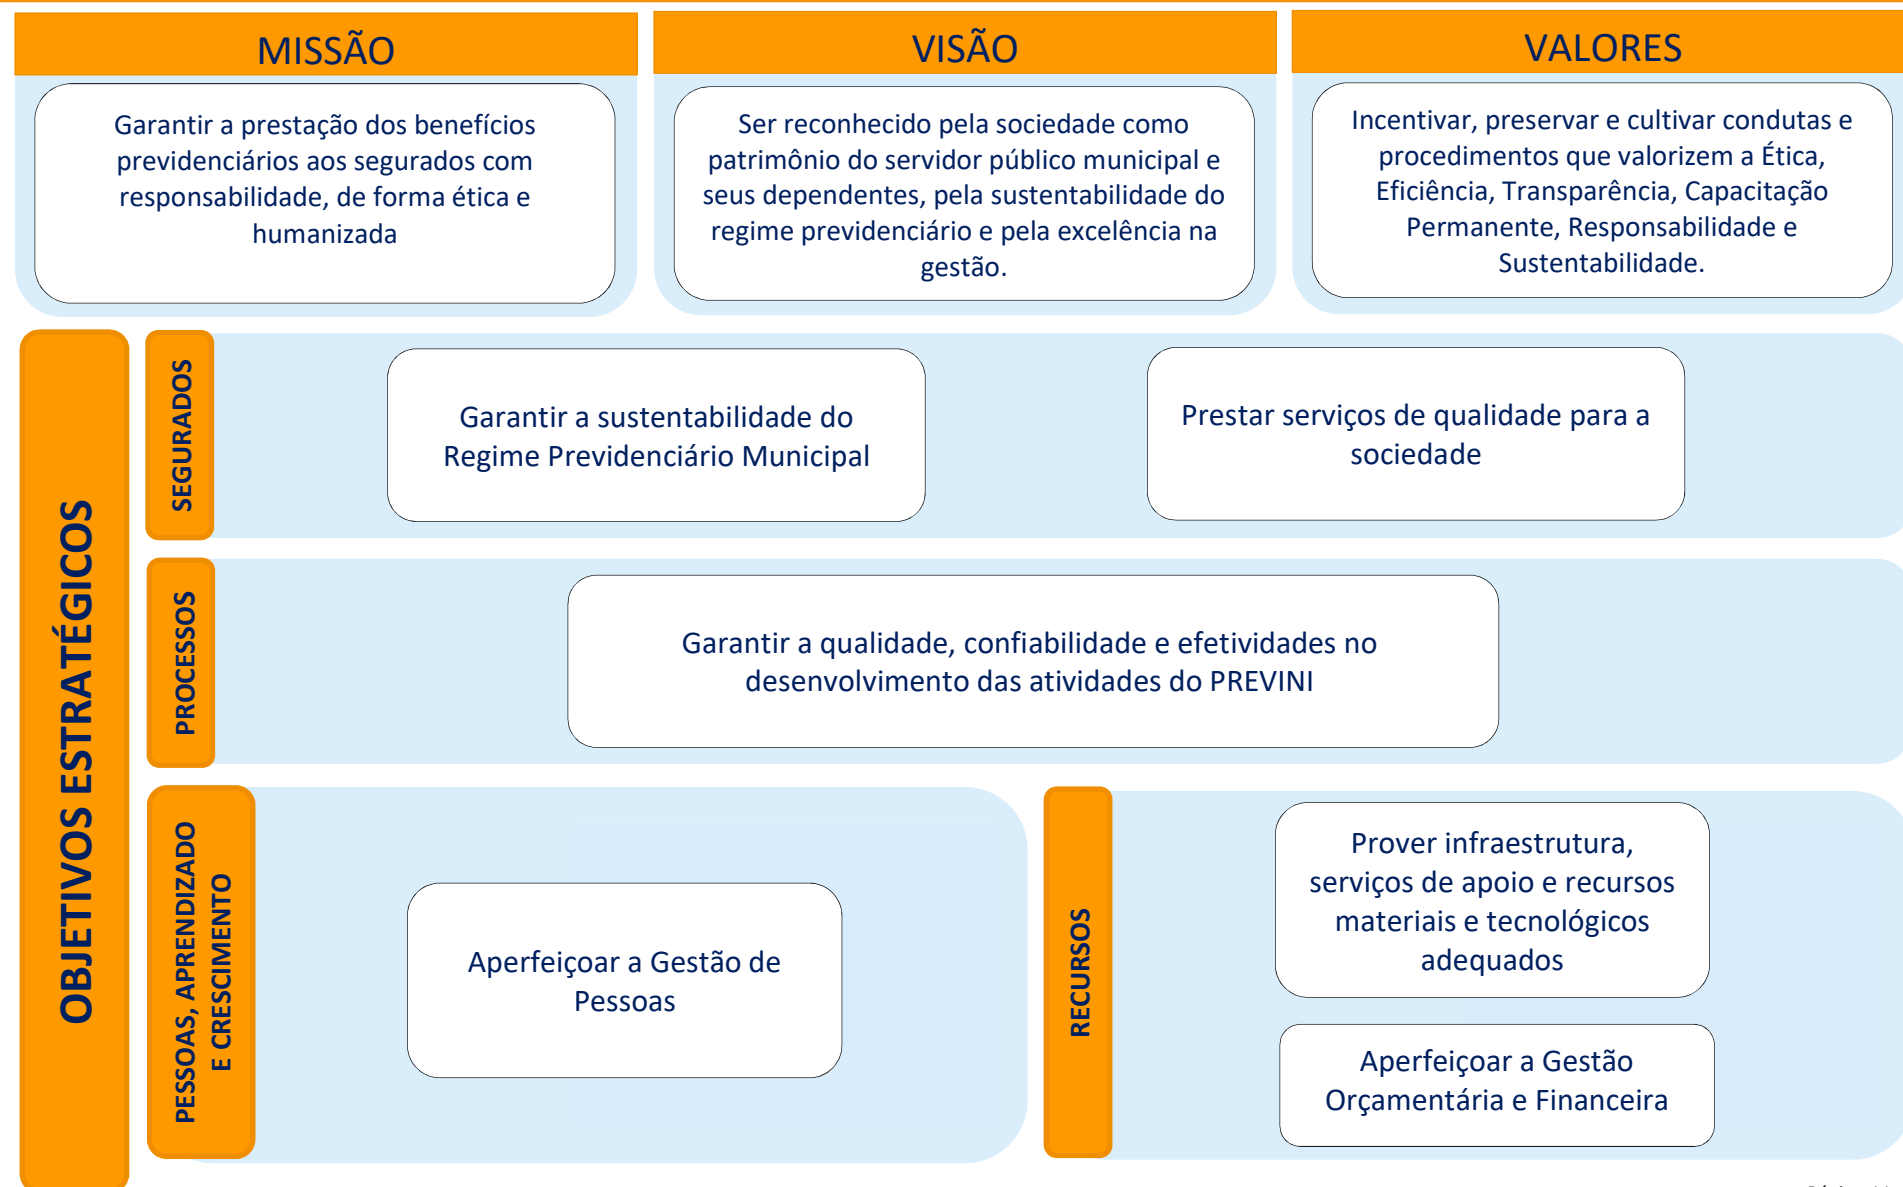 MISSÃO
Garantir a prestação dos benefícios
previdenciários aos segurados com
responsabilidade, de forma ética e
humanizada
VISÃO
Ser reconhecido pela sociedade como
patrimônio do servidor público municipal e
seus dependentes, pela sustentabilidade do
regime previdenciário e pela excelência na
gestão.
VALORES
Incentivar, preservar e cultivar condutas e
procedimentos que valorizem a Ética,
Eficiência, Transparência, Capacitação
Permanente, Responsabilidade e
Sustentabilidade.
OBJETIVOS ESTRATÉGICOS
SEGURADOS
Garantir a sustentabilidade do
Regime Previdenciário Municipal
Prestar serviços de qualidade para a
sociedade
PROCESSOS
Garantir a qualidade, confiabilidade e efetividades no
desenvolvimento das atividades do PREVINI
PESSOAS, APRENDIZADO
E CRESCIMENTO
Aperfeiçoar a Gestão de
Pessoas
RECURSOS
Prover infraestrutura,
serviços de apoio e recursos
materiais e tecnológicos
adequados
Aperfeiçoar a Gestão
Orçamentária e Financeira